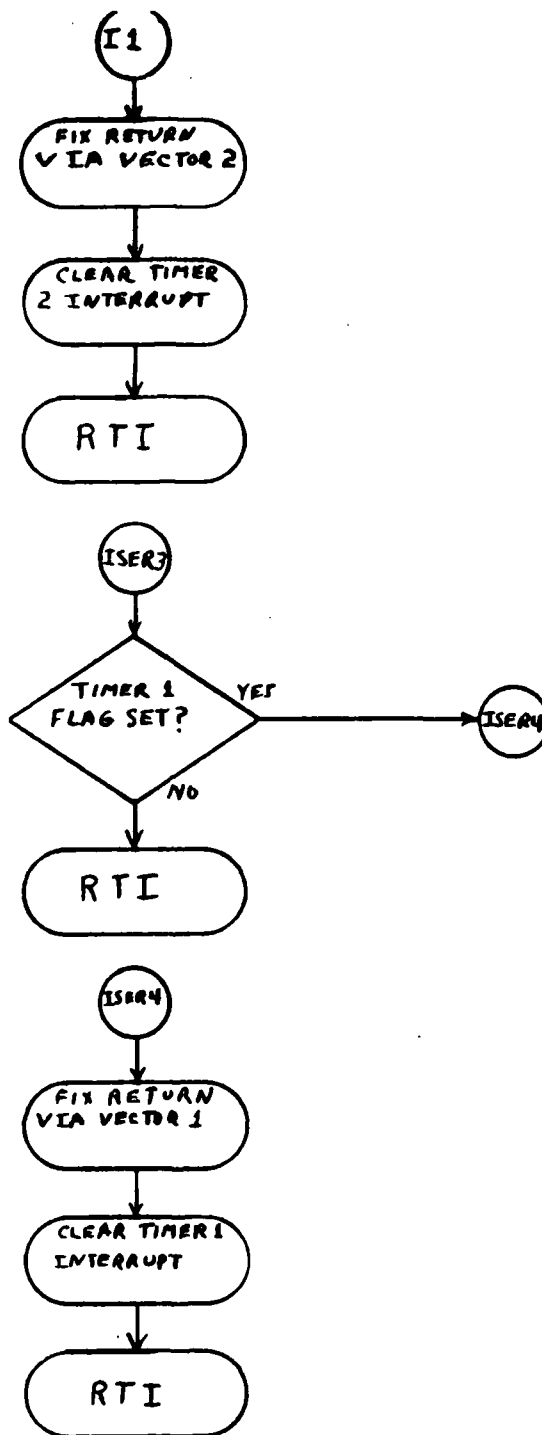 I1
FIX RETURN
VIA VECTOR 2
CLEAR TIMER
2 INTERRUPT
RTI
ISER3
TIMER 1
FLAG SET?
YES
ISER4
NO
RTI
ISER4
FIX RETURN
VIA VECTOR 1
CLEAR TIMER 1
INTERRUPT
RTI